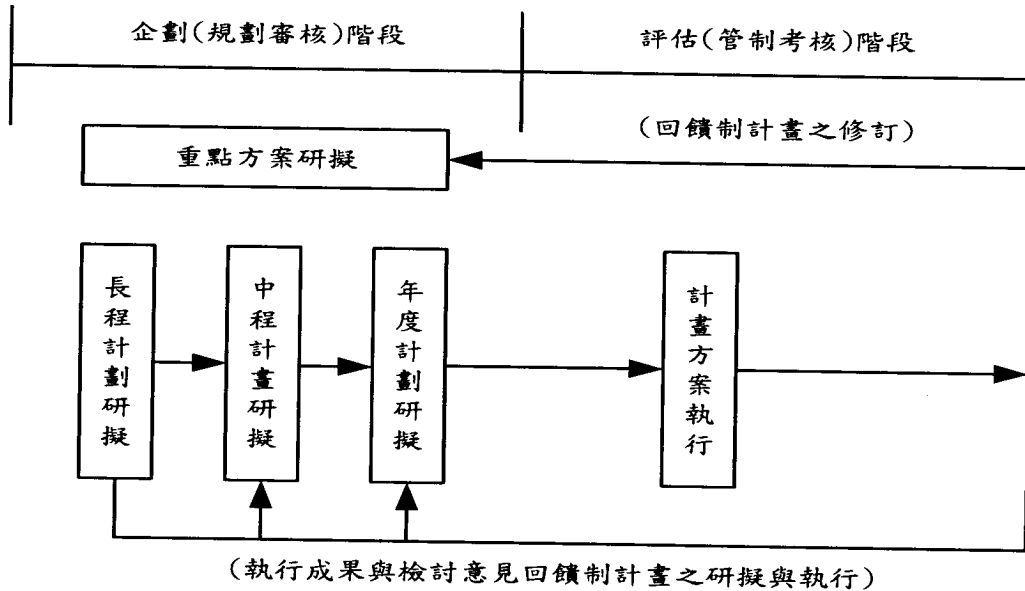 企劃(規劃審核)階段
評估(管制考核)階段
(回饋制計畫之修訂)
重點方案研擬
長程計劃研擬
中程計畫研擬
年度計劃研擬
計畫方案執行
(執行成果與檢討意見回饋制計畫之研擬與執行)